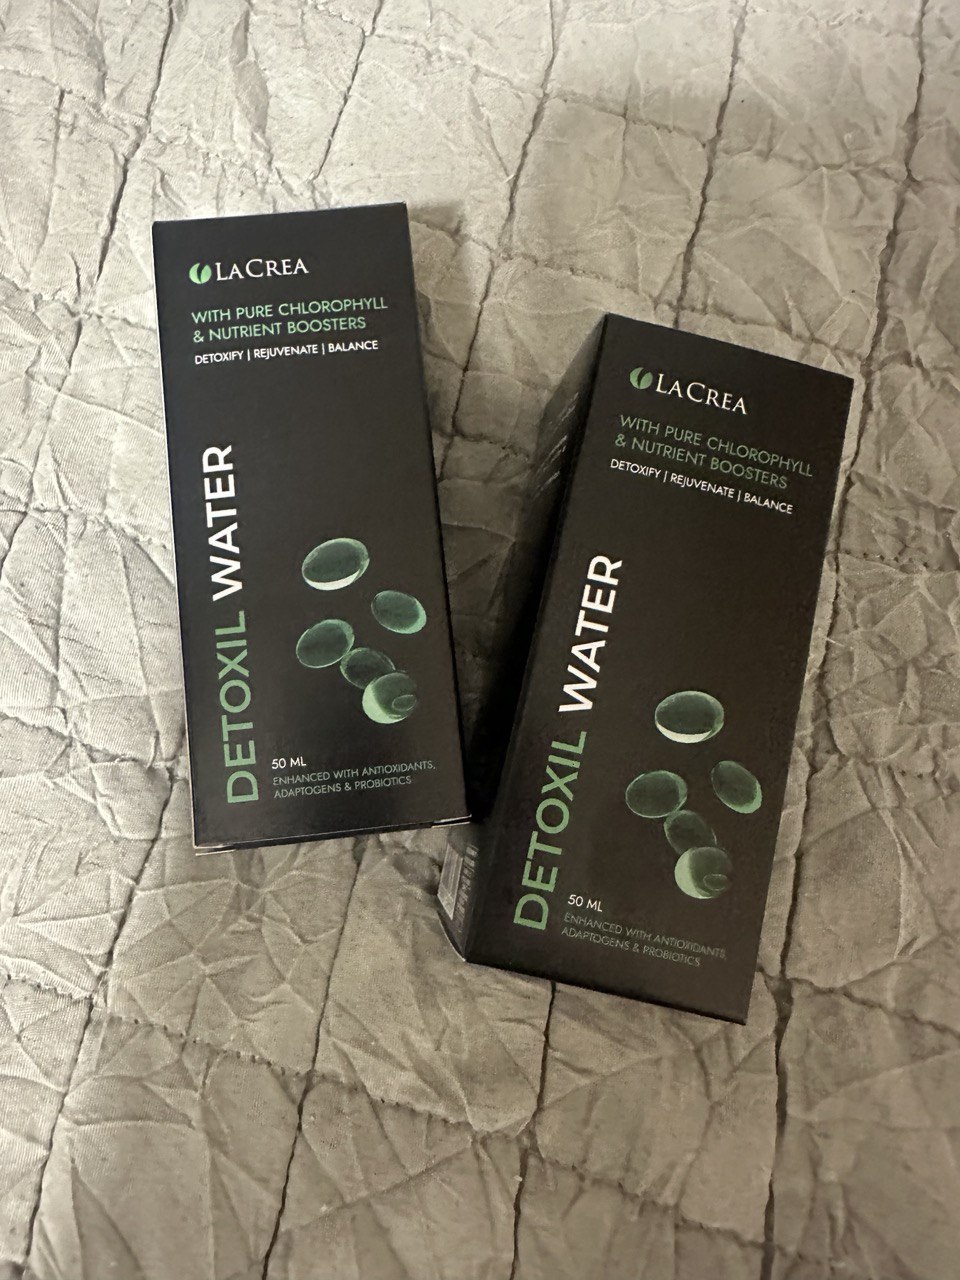 LACREA
WITH PURE CHLOROPHYLL
& NUTRIENT BOOSTERS
DETOXIFY | REJUVENATE | BALANCE
DETOXIL WATER
50 ML
ENHANCED WITH ANTIOXIDANTS,
ADAPTOGENS & PROBIOTICS
LACREA
WITH PURE CHLOROPHYLL
& NUTRIENT BOOSTERS
DETOXIFY | REJUVENATE | BALANCE
DETOXIL WATER
50 ML
ENHANCED WITH ANTIOXIDANTS,
ADAPTOGENS & PROBIOTICS